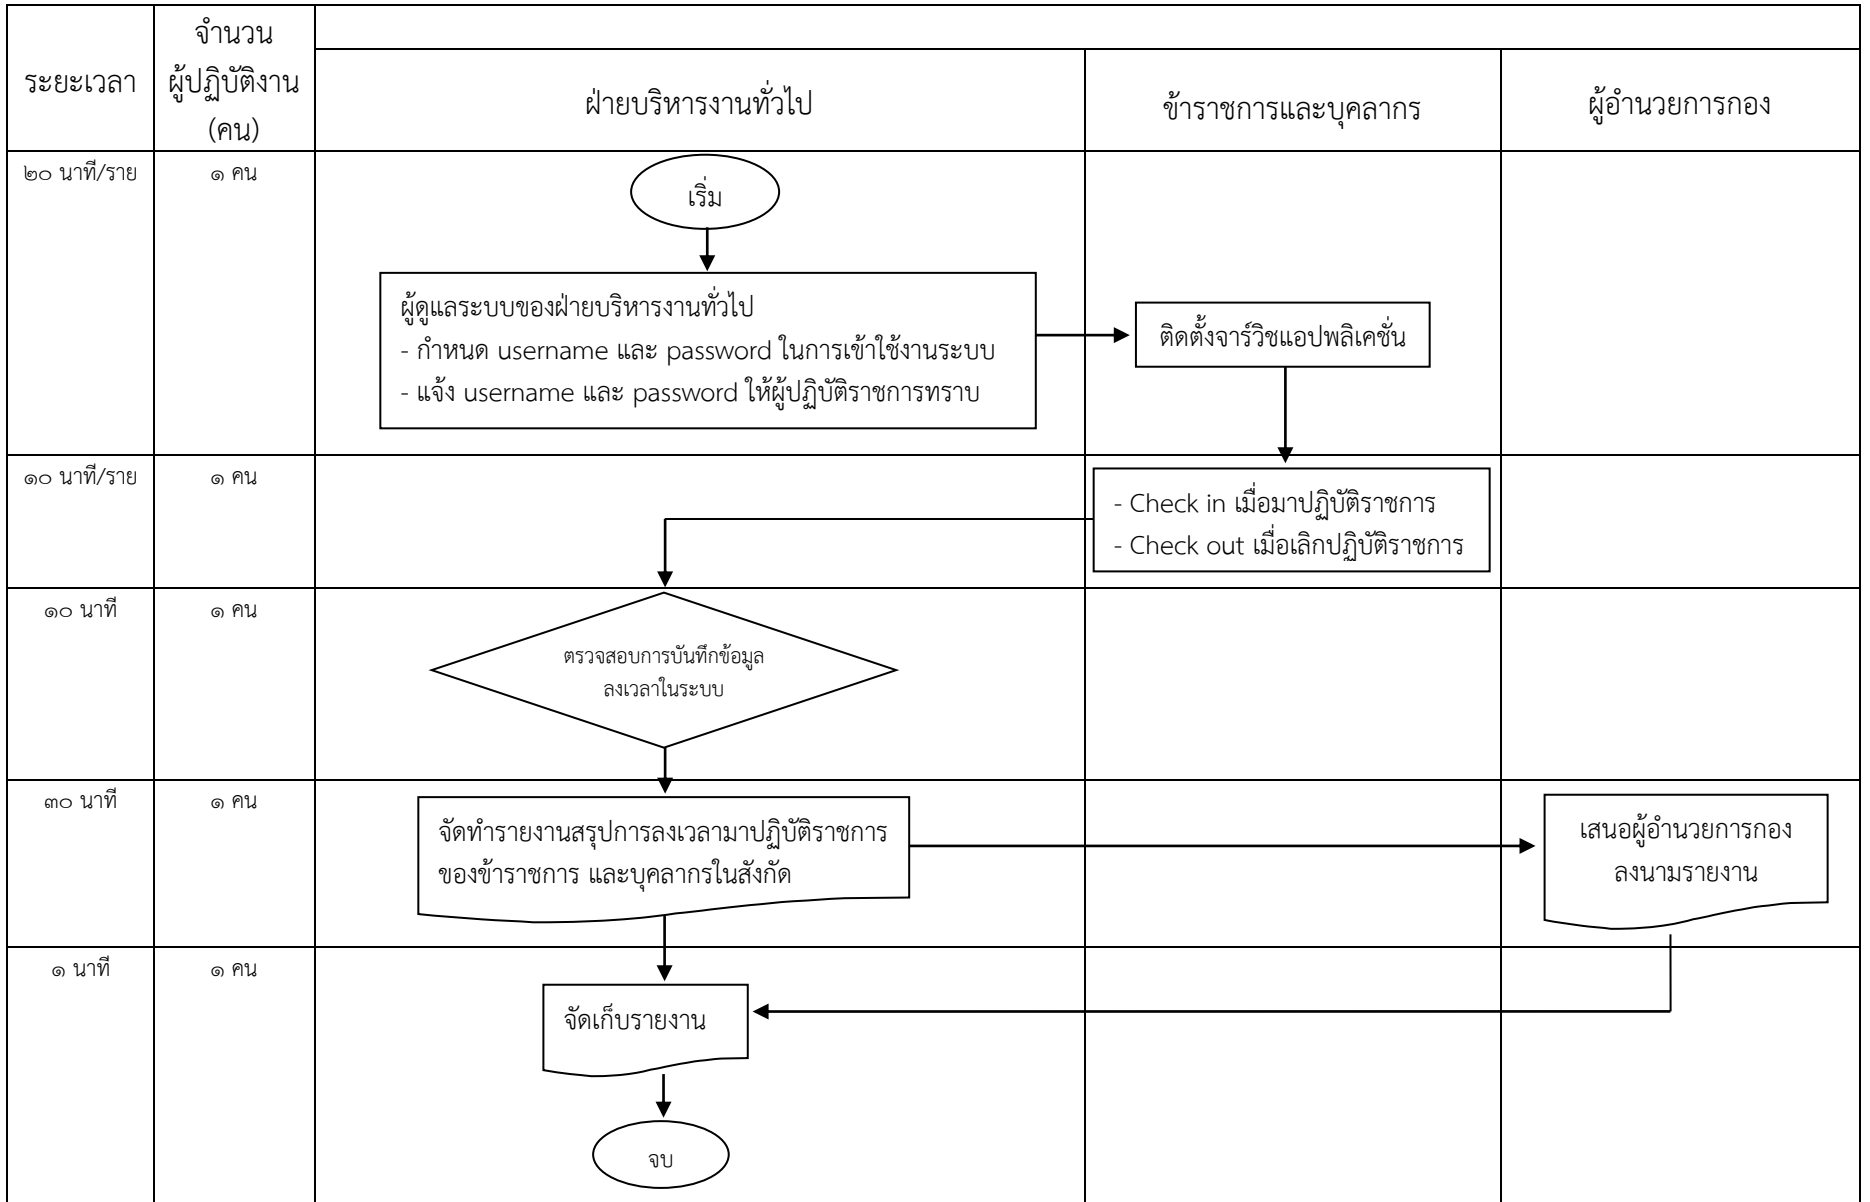 ระยะเวลา
จำนวน
ผู้ปฏิบัติงาน
(คน)
ฝ่ายบริหารงานทั่วไป
ข้าราชการและบุคลากร
ผู้อำนวยการกอง
๒๐ นาที/ราย
๑ คน
เริ่ม
ผู้ดูแลระบบของฝ่ายบริหารงานทั่วไป
- กำหนด username และ password ในการเข้าใช้งานระบบ
- แจ้ง username และ password ให้ผู้ปฏิบัติราชการทราบ
ติดตั้งจาร์วิชแอปพลิเคชั่น
๑๐ นาที/ราย
๑ คน
- Check in เมื่อมาปฏิบัติราชการ
- Check out เมื่อเลิกปฏิบัติราชการ
๑๐ นาที
๑ คน
ตรวจสอบการบันทึกข้อมูล
ลงเวลาในระบบ
๓๐ นาที
๑ คน
จัดทำรายงานสรุปการลงเวลามาปฏิบัติราชการ
ของข้าราชการ และบุคลากรในสังกัด
เสนอผู้อำนวยการกอง
ลงนามรายงาน
๑ นาที
๑ คน
จัดเก็บรายงาน
จบ